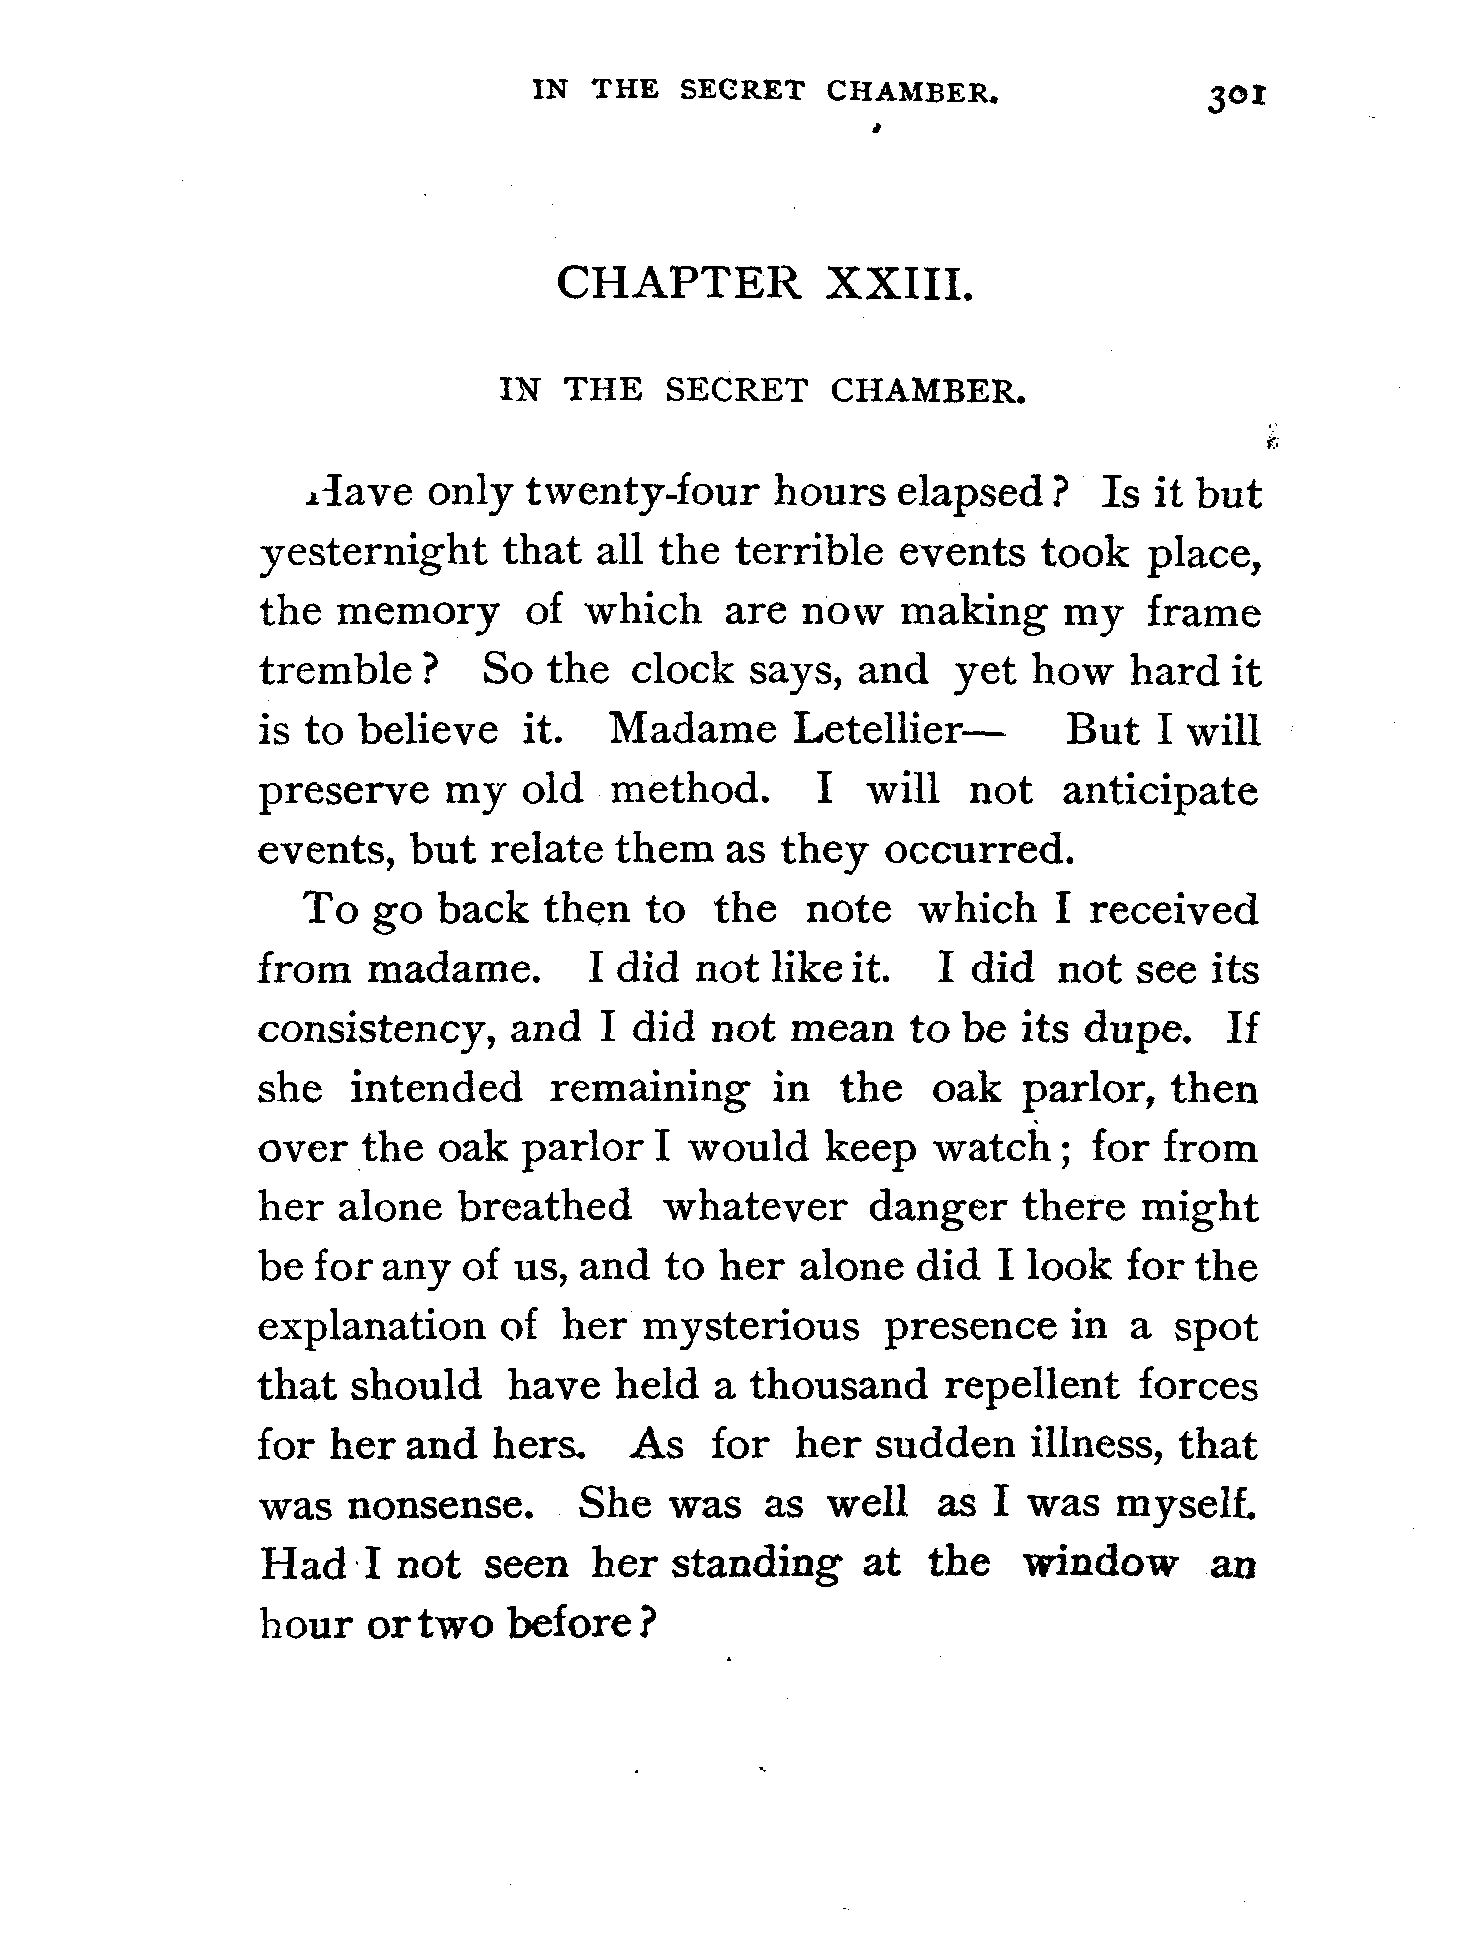 IN THE SECRET CHAMBER. 301
CHAPTER XXIII.
IN THE SECRET CHAMBER.
Have only twenty-four hours elapsed? Is it but
yesternight that all the terrible events took place,
the memory of which are now making my frame
tremble? So the clock says, and yet how hard it
is to believe it. Madame Letellier— But I will
preserve my old method. I will not anticipate
events, but relate them as they occurred.
To go back then to the note which I received
from madame. I did not like it. I did not see its
consistency, and I did not mean to be its dupe. If
she intended remaining in the oak parlor, then
over the oak parlor I would keep watch; for from
her alone breathed whatever danger there might
be for any of us, and to her alone did I look for the
explanation of her mysterious presence in a spot
that should have held a thousand repellent forces
for her and hers. As for her sudden illness, that
was nonsense. She was as well as I was myself.
Had I not seen her standing at the window an
hour or two before?